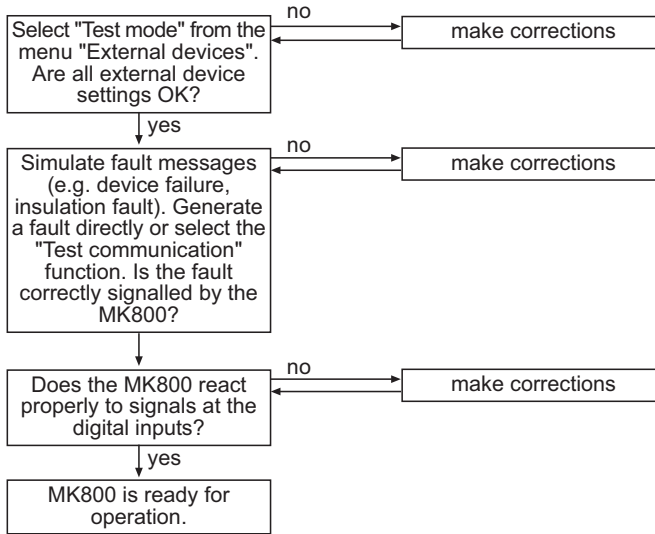 Select "Test mode" from the
menu "External devices".
Are all external device
settings OK?
no
make corrections
yes
Simulate fault messages
(e.g. device failure,
insulation fault). Generate
a fault directly or select the
"Test communication"
function. Is the fault
correctly signalled by the
MK800?
no
make corrections
Does the MK800 react
properly to signals at the
digital inputs?
no
make corrections
yes
MK800 is ready for
operation.